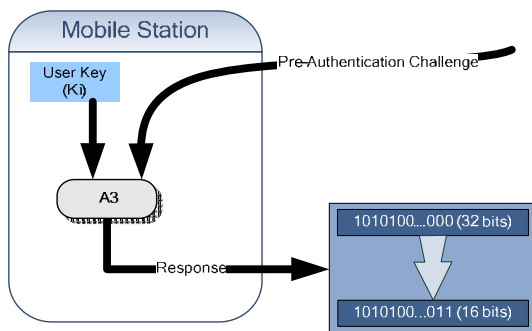 Mobile Station
User Key
(Ki)
Pre-Authentication Challenge
A3
1010100....000 (32 bits)
Response
1010100...011 (16 bits)